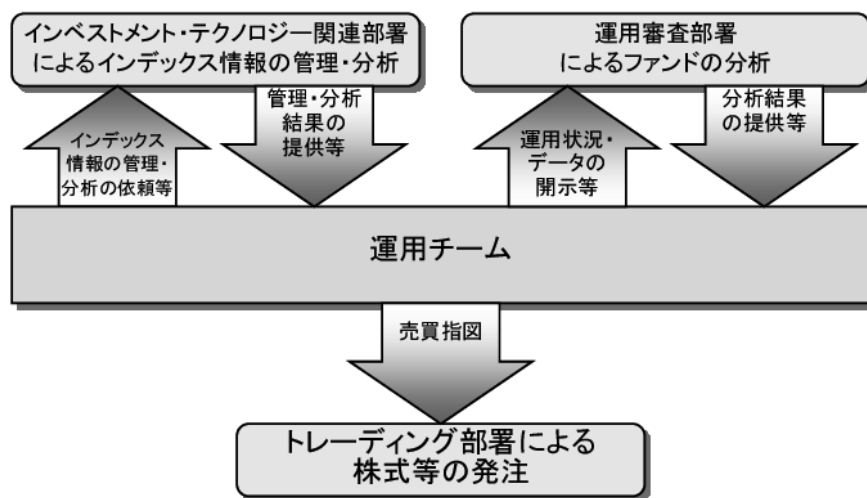 インベストメント・テクノロジー関連部署
によるインデックス情報の管理・分析
運用審査部署
によるファンドの分析
インデックス
情報の管理・
分析の依頼等
管理・分析
結果の
提供等
運用状況・
データの
開示等
分析結果
の提供等
運用チーム
売買指図
トレーディング部署による
株式等の発注